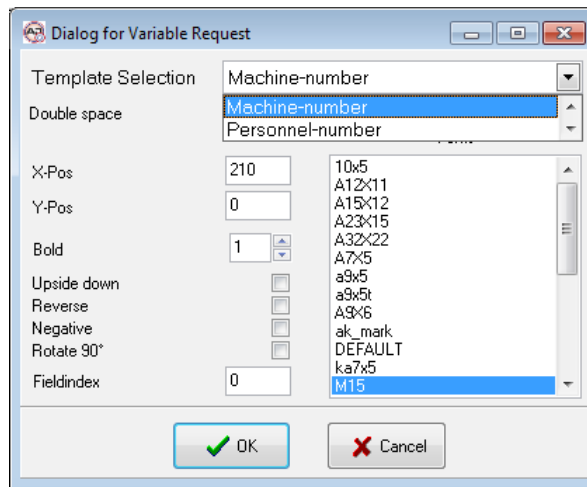 Dialog for Variable Request
Template Selection Machine-number
Machine-number
Personnel-number
Double space
X-Pos 210
Y-Pos 0
Bold 1
Upside down
Reverse
Negative
Rotate 90°
Fieldindex 0
10x5
A12X11
A15X12
A23X15
A32X22
A7X5
a9x5
a9x5t
A9X6
ak_mark
DEFAULT
ka7x5
M15
OK
Cancel